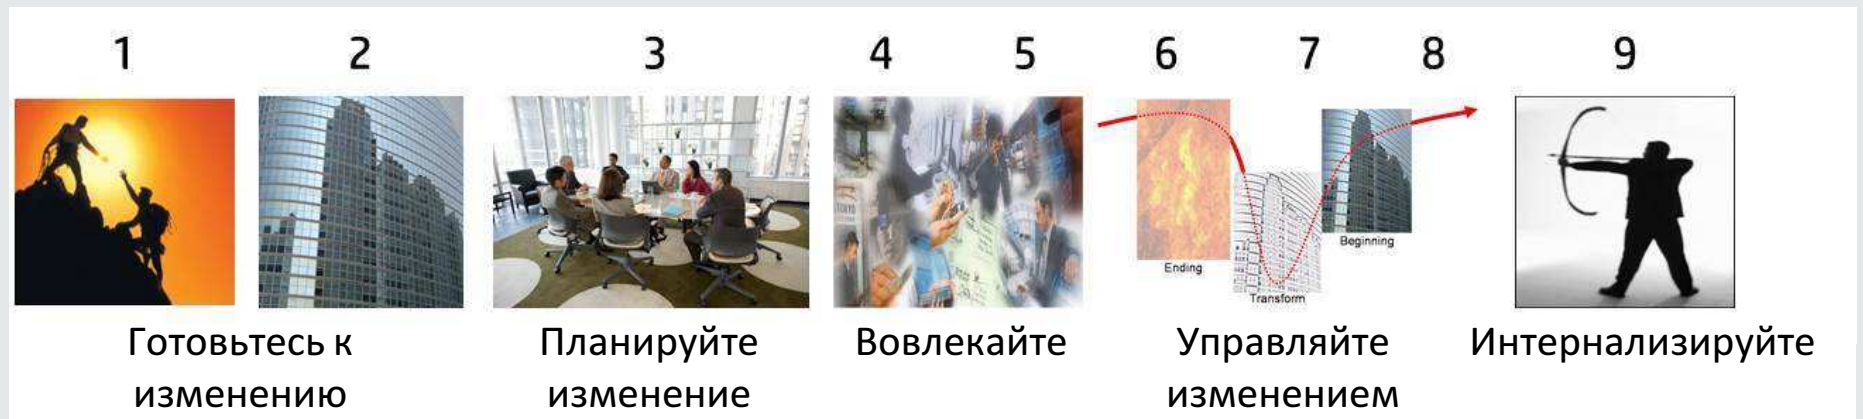 1 2 3 4 5 6 7 8 9
Ending
Transform
Beginning
Готовьтесь к
изменению
Планируйте
изменение
Вовлекайте
Управляйте
изменением
Интернализируйте